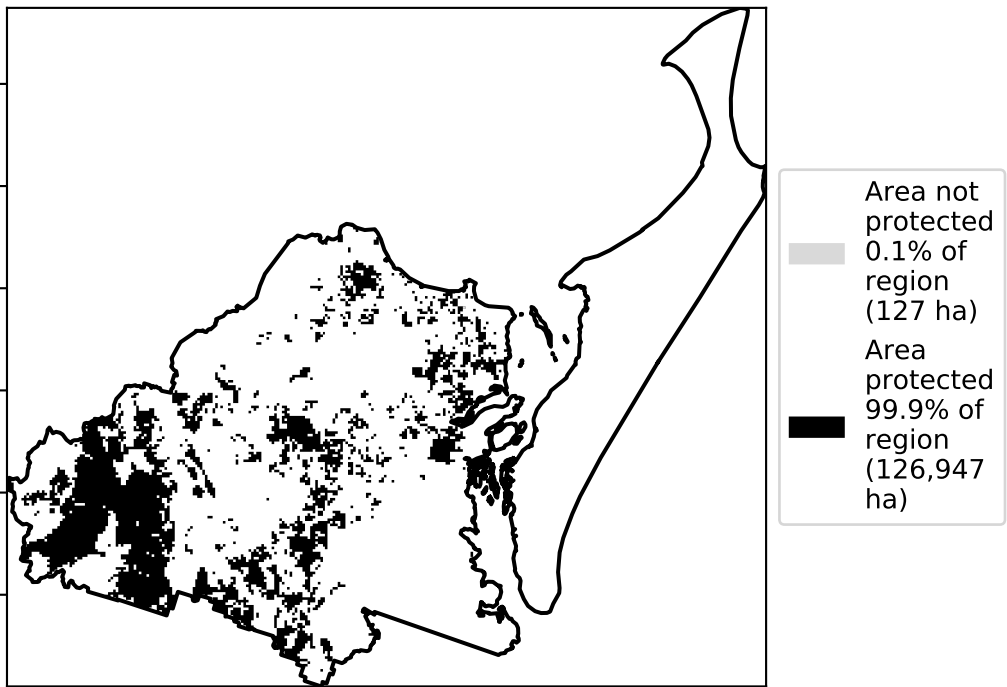 Area not
protected
0.1% of
region
(127 ha)
Area
protected
99.9% of
region
(126,947
ha)